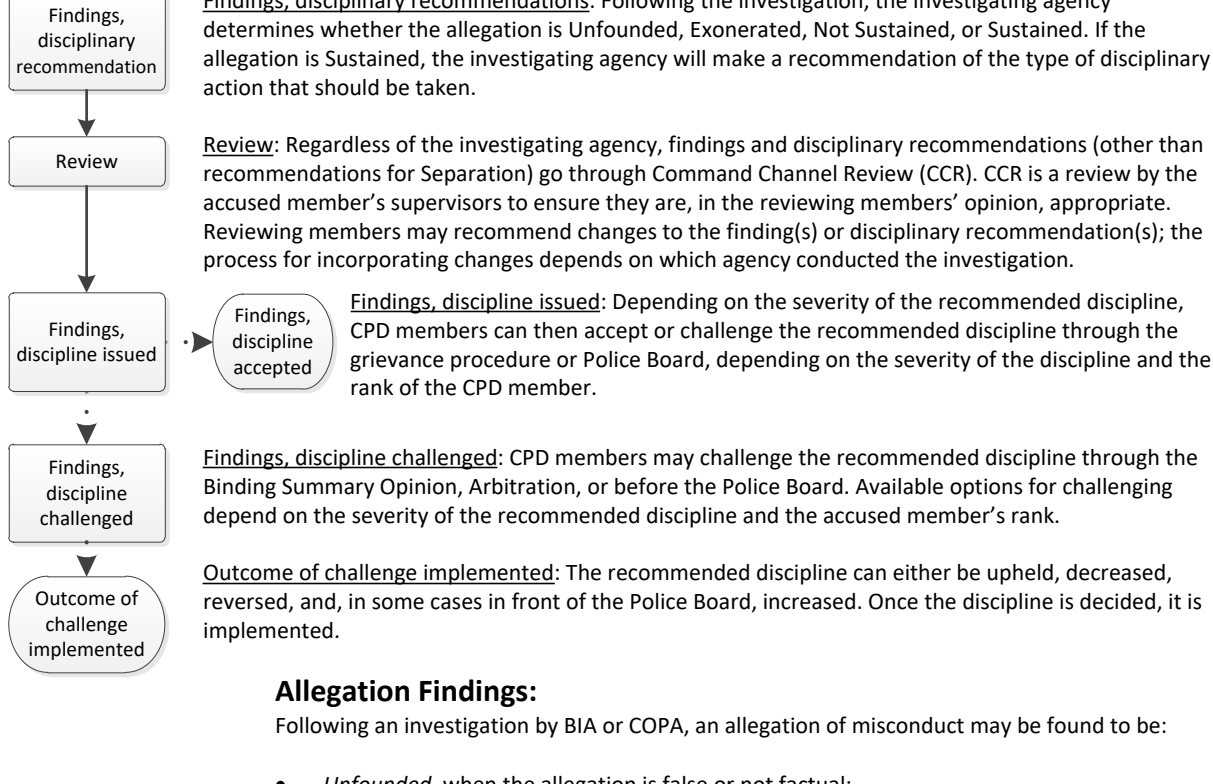 Findings,
disciplinary
recommendation
Findings, disciplinary recommendations: Following the investigation, the investigating agency
determines whether the allegation is Unfounded, Exonerated, Not Sustained, or Sustained. If the
allegation is Sustained, the investigating agency will make a recommendation of the type of disciplinary
action that should be taken.
Review
Review: Regardless of the investigating agency, findings and disciplinary recommendations (other than
recommendations for Separation) go through Command Channel Review (CCR). CCR is a review by the
accused member’s supervisors to ensure they are, in the reviewing members’ opinion, appropriate.
Reviewing members may recommend changes to the finding(s) or disciplinary recommendation(s); the
process for incorporating changes depends on which agency conducted the investigation.
Findings,
discipline issued
Findings,
discipline
accepted
Findings, discipline issued: Depending on the severity of the recommended discipline,
CPD members can then accept or challenge the recommended discipline through the
grievance procedure or Police Board, depending on the severity of the discipline and the
rank of the CPD member.
Findings,
discipline
challenged
Findings, discipline challenged: CPD members may challenge the recommended discipline through the
Binding Summary Opinion, Arbitration, or before the Police Board. Available options for challenging
depend on the severity of the recommended discipline and the accused member’s rank.
Outcome of
challenge
implemented
Outcome of challenge implemented: The recommended discipline can either be upheld, decreased,
reversed, and, in some cases in front of the Police Board, increased. Once the discipline is decided, it is
implemented.
Allegation Findings:
Following an investigation by BIA or COPA, an allegation of misconduct may be found to be:
• Unfounded, when the allegation is false or not factual;